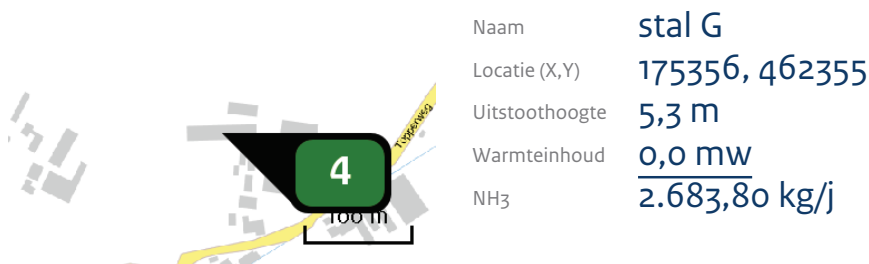 Naam stal G
Locatie (X,Y) 175356, 462355
Uitstoothoogte 5,3 m
Warmteinhoud 0,0 mw
NH3 2.683,80 kg/j
4
100 m